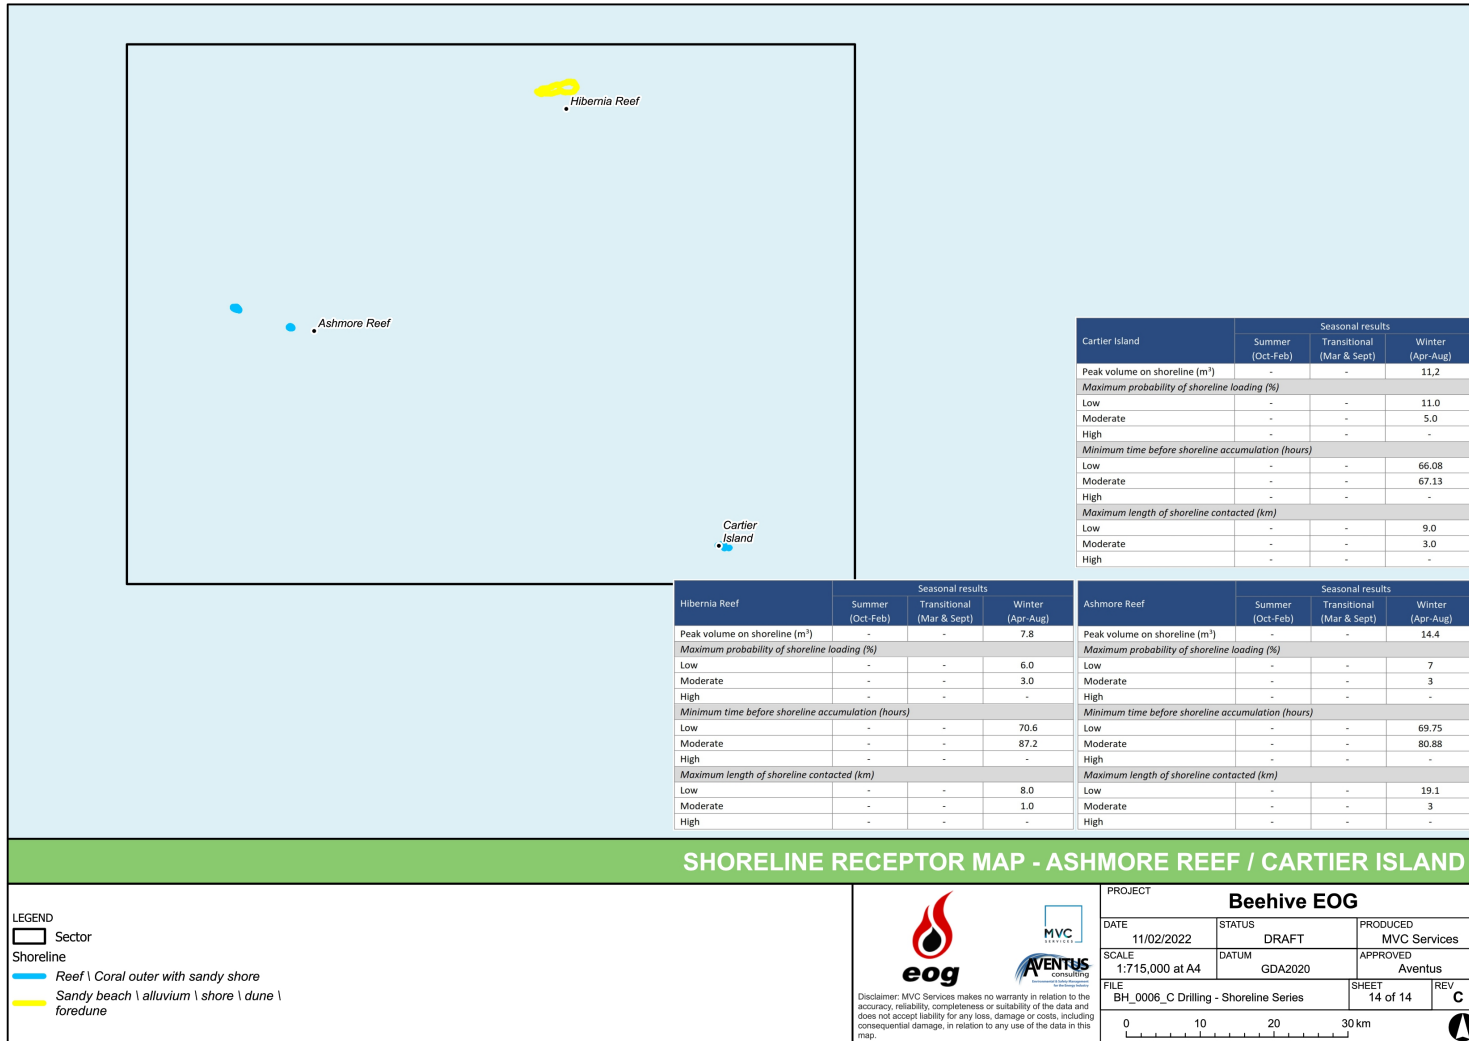 Hibernia Reef
Ashmore Reef
Cartier
Island
Cartier Island
Seasonal results
Summer
(Oct-Feb)
Transitional
(Mar & Sept)
Winter
(Apr-Aug)
Peak volume on shoreline (m³) - - 11,2
Maximum probability of shoreline loading (%)
Low - - 11.0
Moderate - - 5.0
High - - -
Minimum time before shoreline accumulation (hours)
Low - - 66.08
Moderate - - 67.13
High - - -
Maximum length of shoreline contacted (km)
Low - - 9.0
Moderate - - 3.0
High - - -
Hibernia Reef
Seasonal results
Summer
(Oct-Feb)
Transitional
(Mar & Sept)
Winter
(Apr-Aug)
Peak volume on shoreline (m³) - - 7.8
Maximum probability of shoreline loading (%)
Low - - 6.0
Moderate - - 3.0
High - - -
Minimum time before shoreline accumulation (hours)
Low - - 70.6
Moderate - - 87.2
High - - -
Maximum length of shoreline contacted (km)
Low - - 8.0
Moderate - - 1.0
High - - -
Ashmore Reef
Seasonal results
Summer
(Oct-Feb)
Transitional
(Mar & Sept)
Winter
(Apr-Aug)
Peak volume on shoreline (m³) - - 14.4
Maximum probability of shoreline loading (%)
Low - - 7
Moderate - - 3
High - - -
Minimum time before shoreline accumulation (hours)
Low - - 69.75
Moderate - - 80.88
High - - -
Maximum length of shoreline contacted (km)
Low - - 19.1
Moderate - - 3
High - - -
SHORELINE RECEPTOR MAP - ASHMORE REEF / CARTIER ISLAND
LEGEND
Sector
Shoreline
Reef \ Coral outer with sandy shore
Sandy beach \ alluvium \ shore \ dune \
foredune
eog
MVC
SERVICES
AVENTUS
consulting
Environmental & Safety Management
for the Energy Industry
Disclaimer: MVC Services makes no warranty in relation to the
accuracy, reliability, completeness or suitability of the data and
does not accept liability for any loss, damage or costs, including
consequential damage, in relation to any use of the data in this
map.
PROJECT
Beehive EOG
DATE
11/02/2022
STATUS
DRAFT
PRODUCED
MVC Services
SCALE
1:715,000 at A4
DATUM
GDA2020
APPROVED
Aventus
FILE
BH_0006_C Drilling - Shoreline Series
SHEET
14 of 14
REV
C
0 10 20 30 km